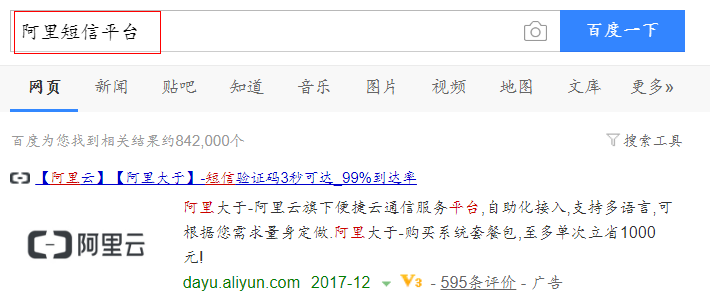 阿里短信平台 百度一下
网页 新闻 贴吧 知道 音乐 图片 视频 地图 文库 更多»
百度为您找到相关结果约842,000个 搜索工具
【阿里云】【阿里大于】-短信验证码3秒可达_99%到达率
阿里大于-阿里云旗下便捷云通信服务平台,自助化接入,支持多语言,可
阿里云 根据您需求量身定做.阿里大于-购买系统套餐包,至多单次立省1000
元!
dayu.aliyun.com 2017-12 V3 - 595条评价 - 广告